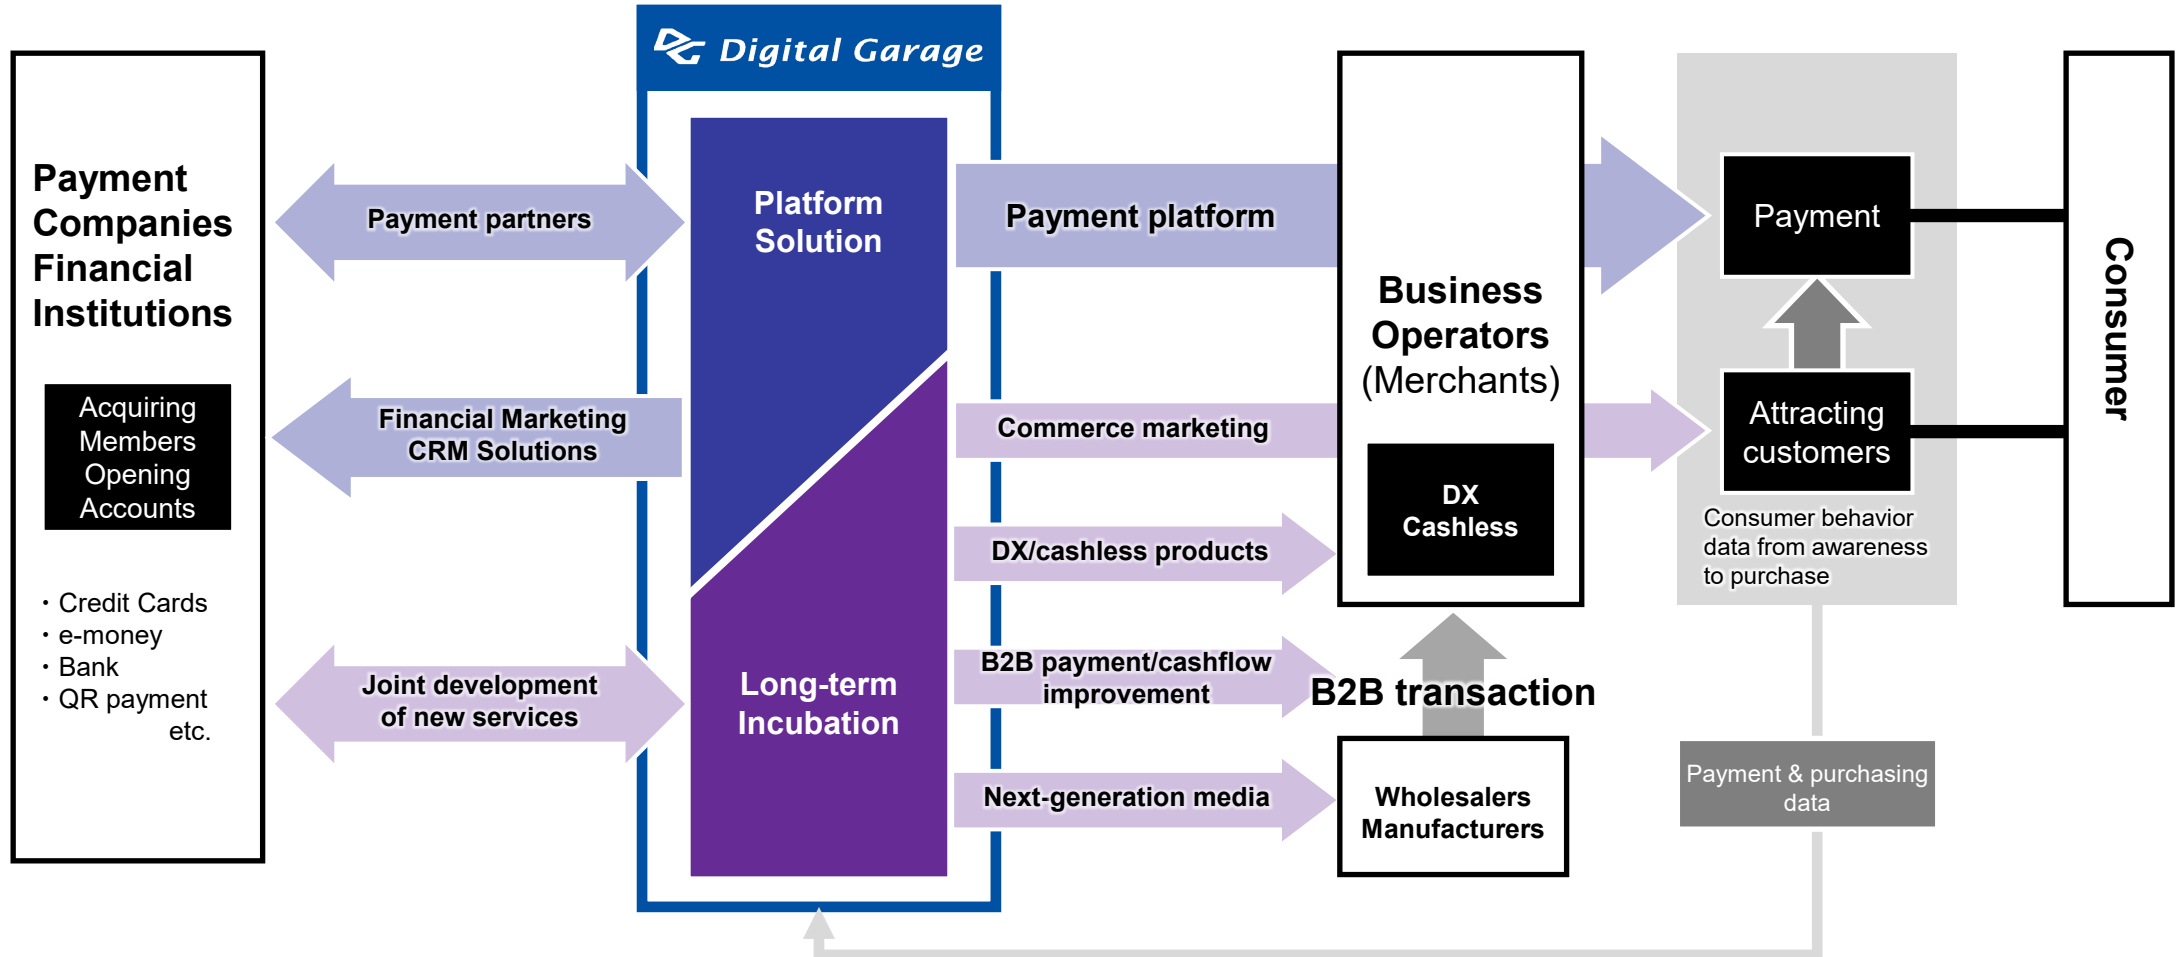 Digital Garage
Payment
Companies
Financial
Institutions
Acquiring
Members
Opening
Accounts
・Credit Cards
・e-money
・Bank
・QR payment
etc.
Payment partners
Financial Marketing
CRM Solutions
Joint development
of new services
Platform
Solution
Long-term
Incubation
Payment platform
Commerce marketing
DX/cashless products
B2B payment/cashflow
improvement
Next-generation media
Business
Operators
(Merchants)
DX
Cashless
B2B transaction
Wholesalers
Manufacturers
Payment
Attracting
customers
Consumer behavior
data from awareness
to purchase
Payment & purchasing
data
Consumer